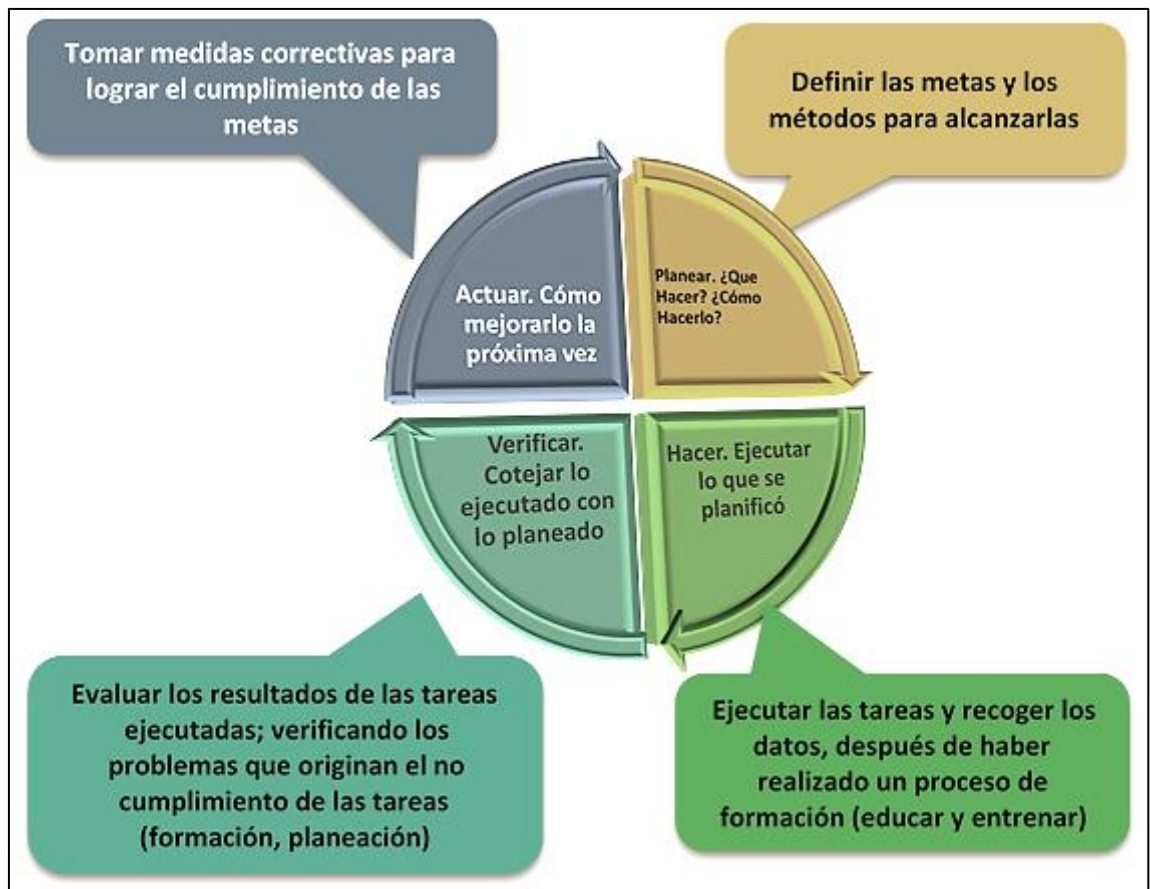 Tomar medidas correctivas para
lograr el cumplimiento de las
metas
Definir las metas y los
métodos para alcanzarlas
Actuar. Cómo
mejorarlo la
próxima vez
Planear. ¿Que
Hacer? ¿Cómo
Hacerlo?
Verificar.
Cotejar lo
ejecutado con
lo planeado
Hacer. Ejecutar
lo que se
planificó
Evaluar los resultados de las tareas
ejecutadas; verificando los
problemas que originan el no
cumplimiento de las tareas
(formación, planeación)
Ejecutar las tareas y recoger los
datos, después de haber
realizado un proceso de
formación (educar y entrenar)